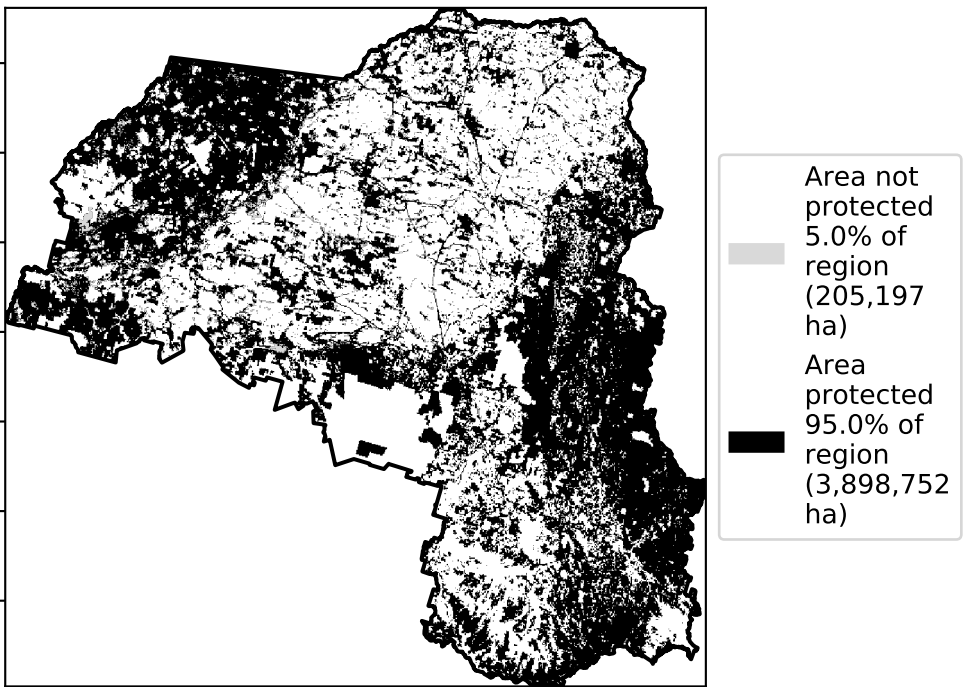 Area not
protected
5.0% of
region
(205,197
ha)
Area
protected
95.0% of
region
(3,898,752
ha)